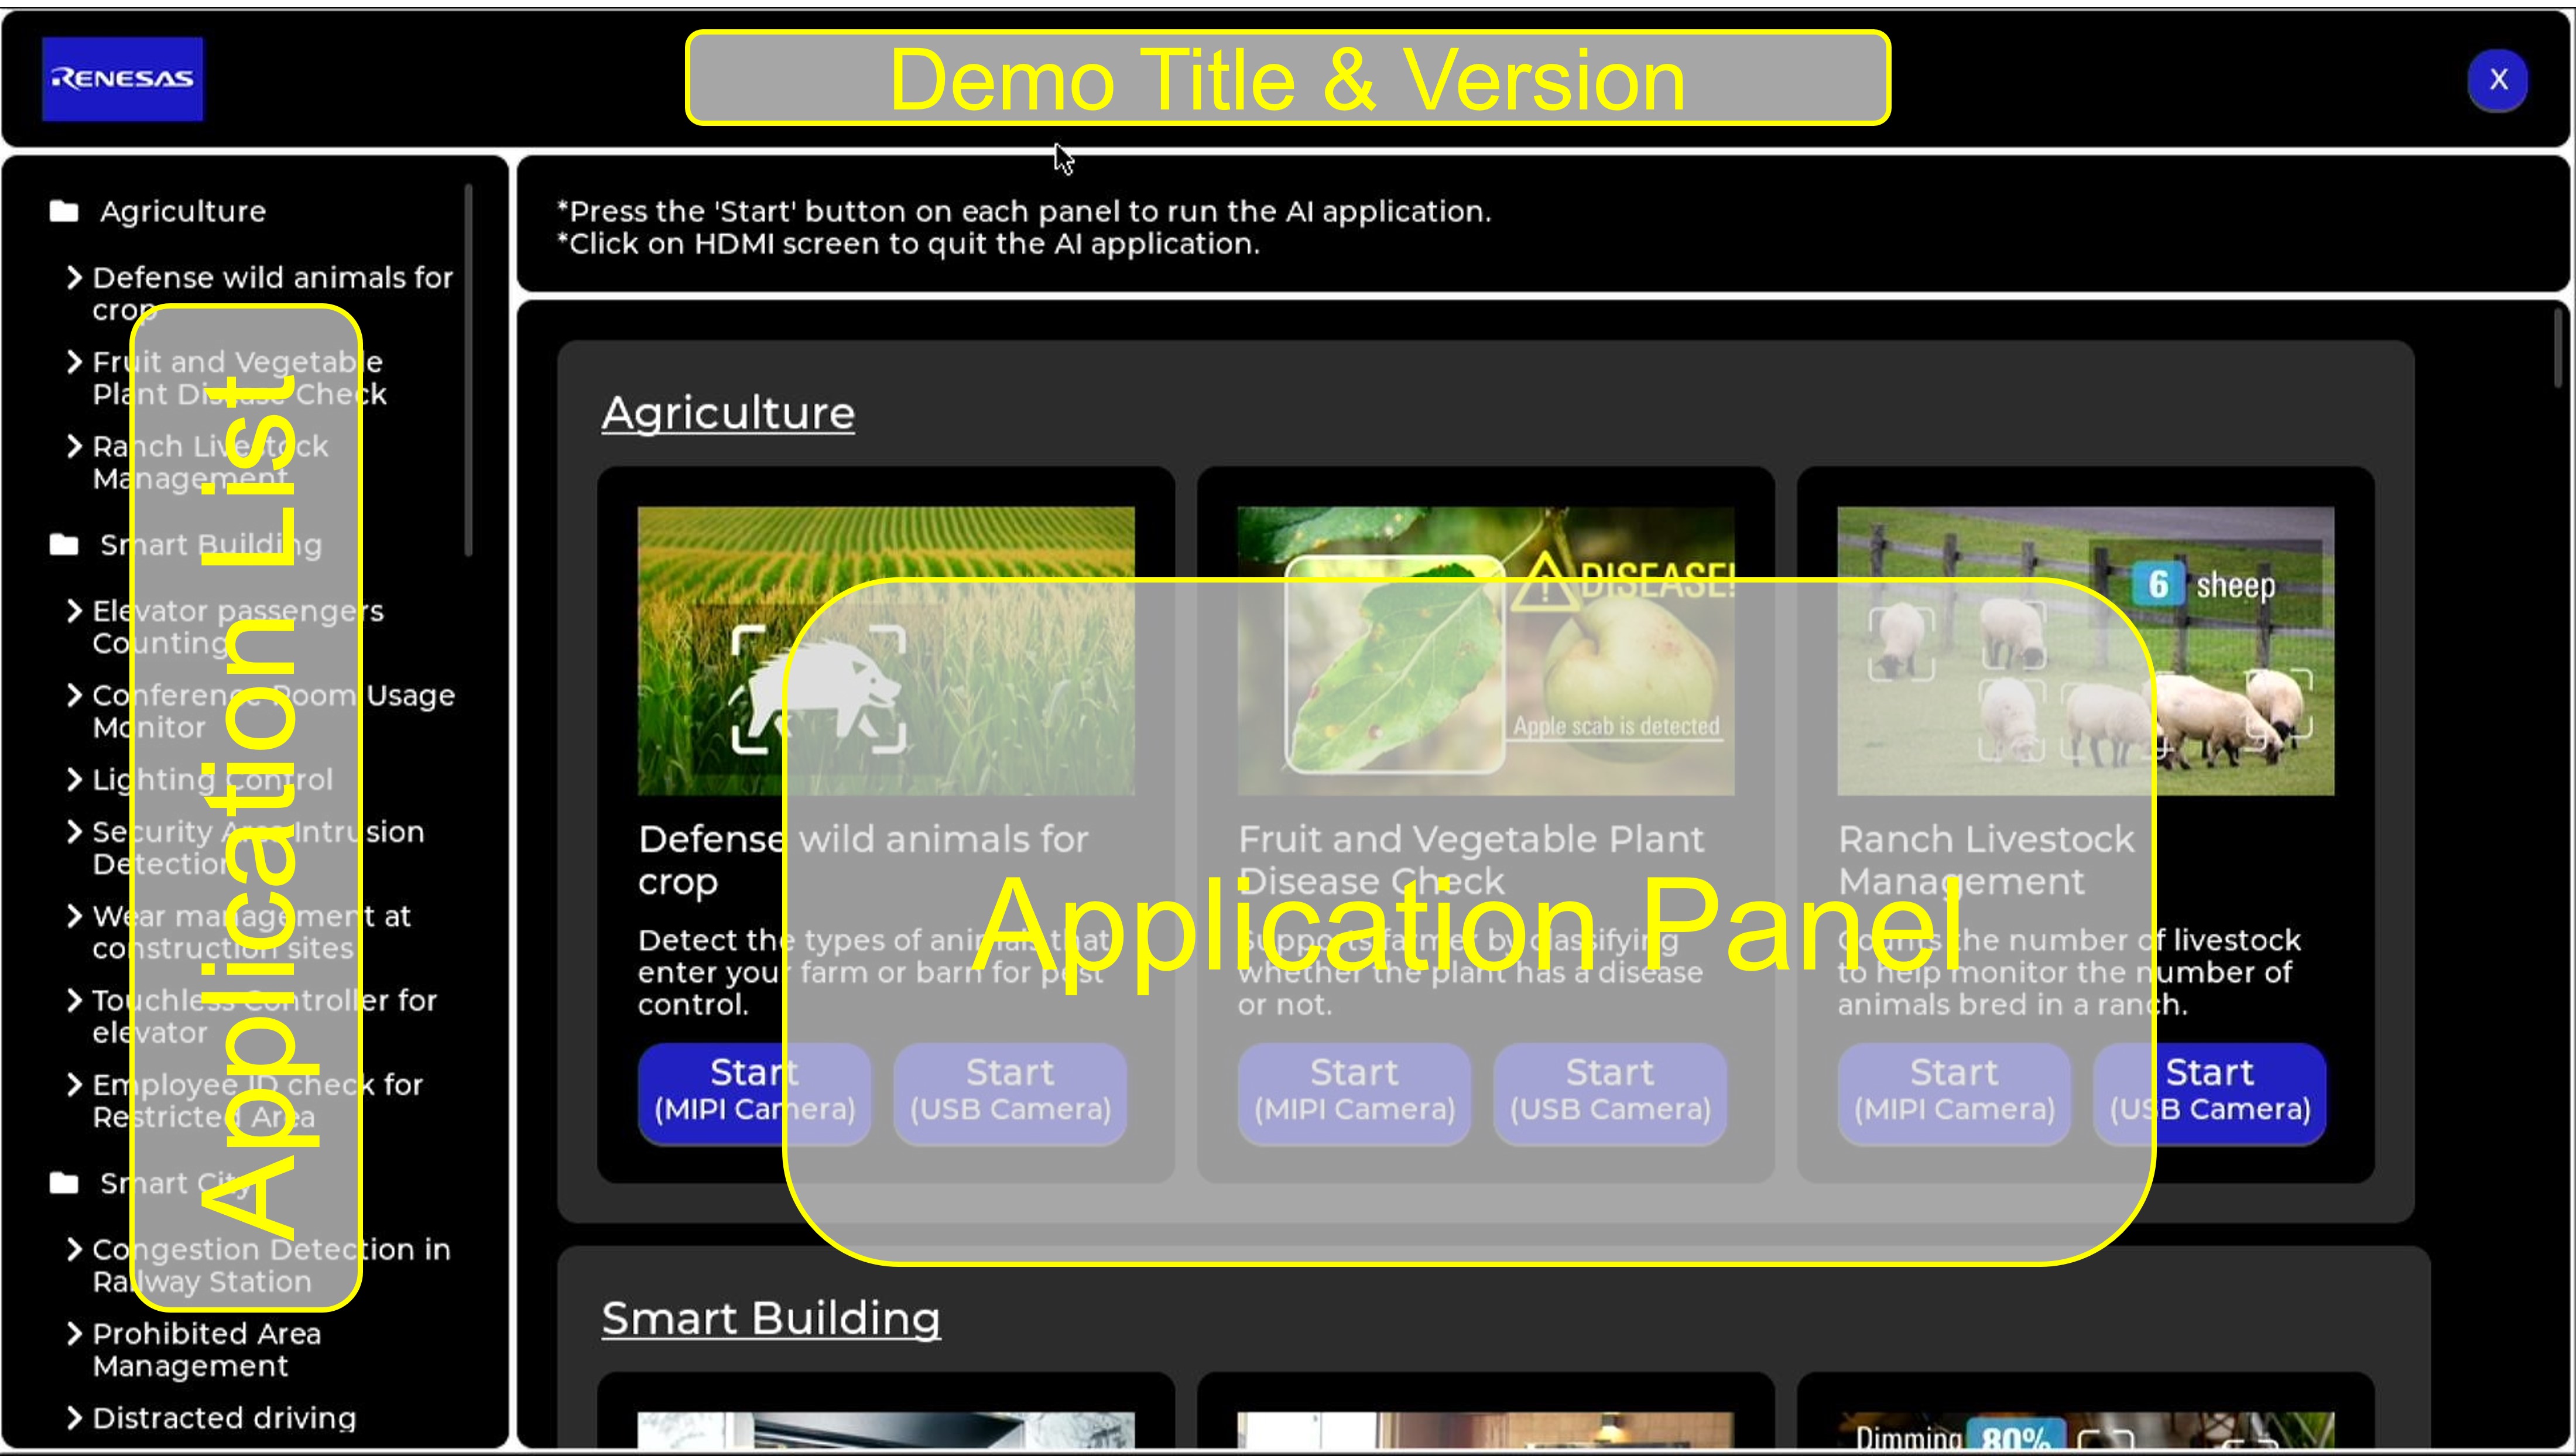 RENESAS
Demo Title & Version
X
Agriculture
Defense wild animals for
crop
Fruit and Vegetable
Plant Disease Check
Ranch Livestock
Management
Smart Building
Elevator passengers
Counting
Conference Room Usage
Monitor
Lighting Control
Security Area Intrusion
Detection
Wear management at
construction sites
Touchless Controller for
elevator
Employee ID check for
Restricted Area
Smart City
Congestion Detection in
Railway Station
Prohibited Area
Management
Distracted driving
Application List
*Press the 'Start' button on each panel to run the AI application.
*Click on HDMI screen to quit the AI application.
Agriculture
Defense wild animals for
crop
Detect the types of animals that
enter your farm or barn for pest
control.
Start
(MIPI Camera)
Start
(USB Camera)
DISEASE!
Apple scab is detected
Fruit and Vegetable Plant
Disease Check
Supports farmer by classifying
whether the plant has a disease
or not.
Start
(MIPI Camera)
Start
(USB Camera)
6 sheep
Ranch Livestock
Management
Counts the number of livestock
to help monitor the number of
animals bred in a ranch.
Start
(MIPI Camera)
Start
(USB Camera)
Application Panel
Smart Building
Dimming 80%